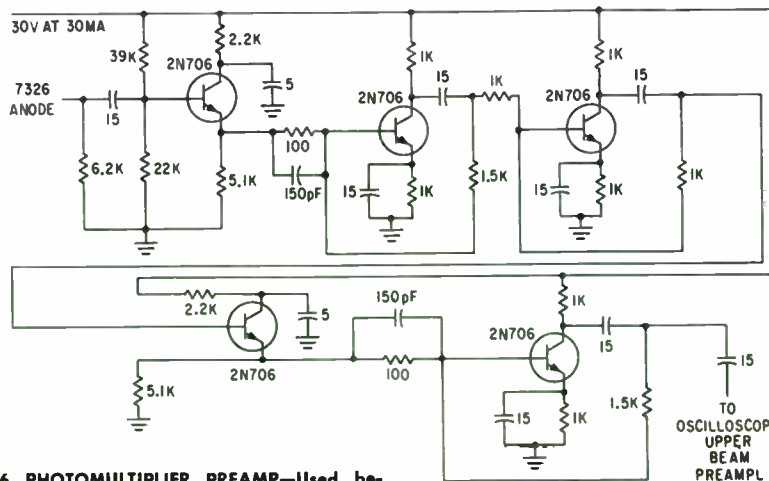 30V AT 30MA
39K
2.2K
2N706
5
7326
ANODE
15
6.2K
22K
5.1K
100
150pF
1K
2N706
15
15
1K
1.5K
1K
1K
2N706
15
15
1K
1K
2.2K
5
2N706
5.1K
150pF
100
1K
2N706
15
15
1K
1.5K
15
TO
OSCILLOSCOP
UPPER
BEAM
PREAMPL
6 PHOTOMULTIPLIER PREAMP—Used be-